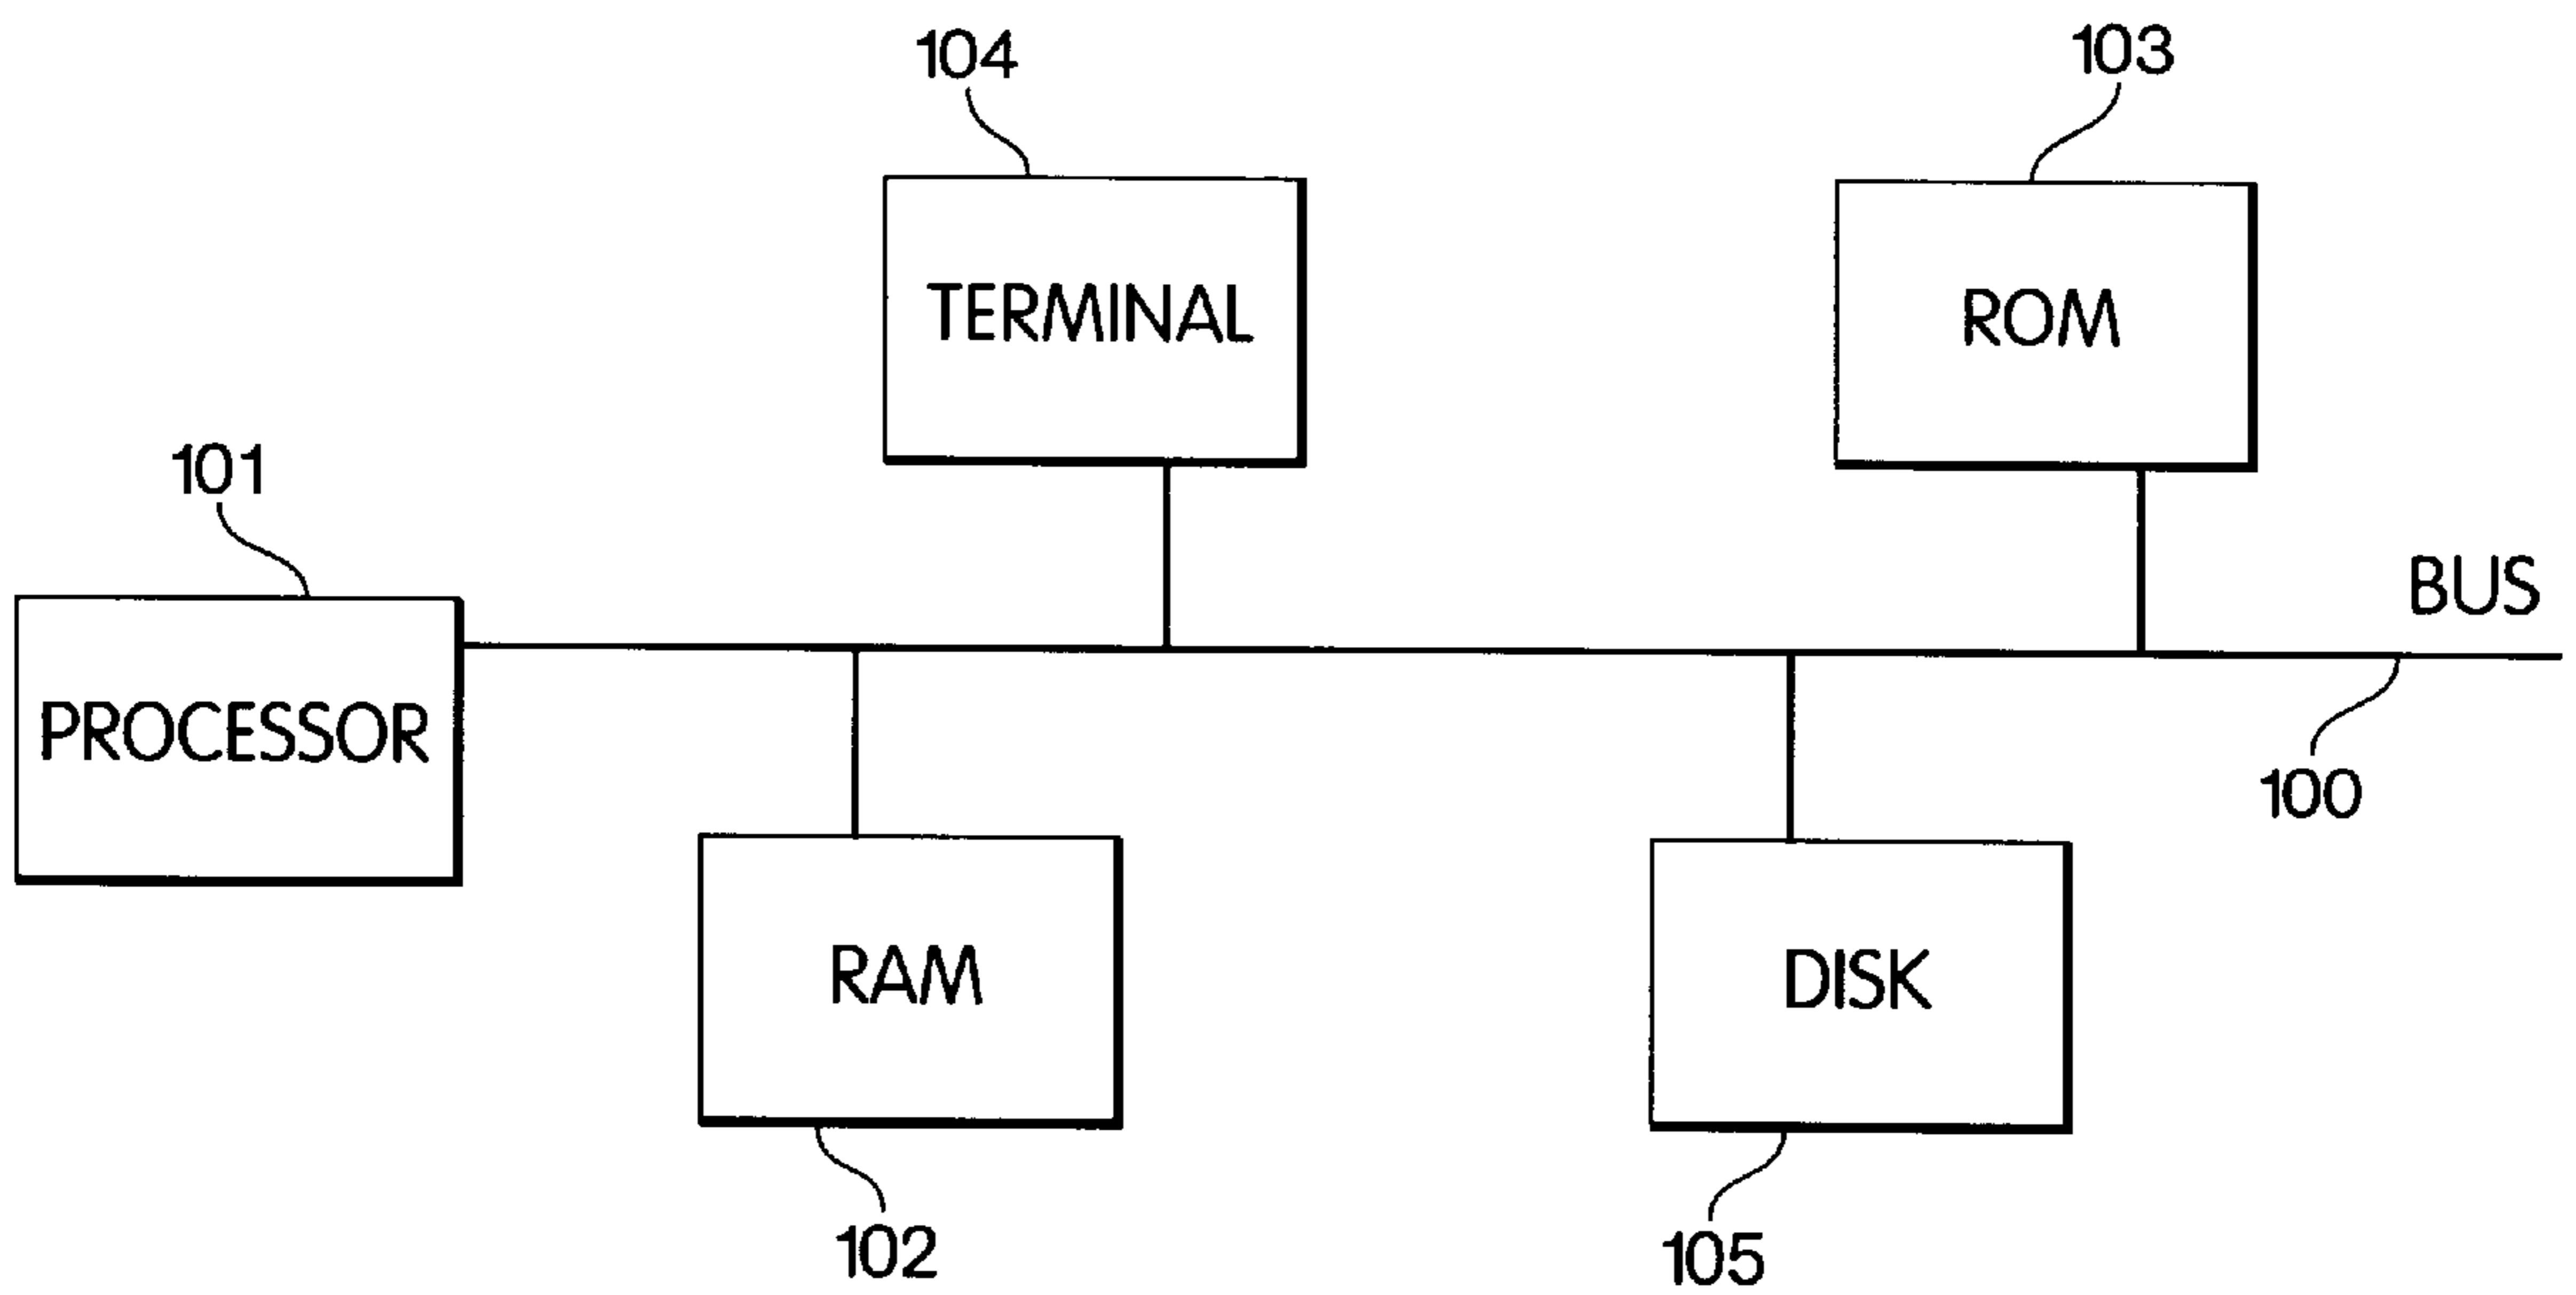 104
103
TERMINAL
ROM
101
BUS
PROCESSOR
100
RAM
DISK
102
105